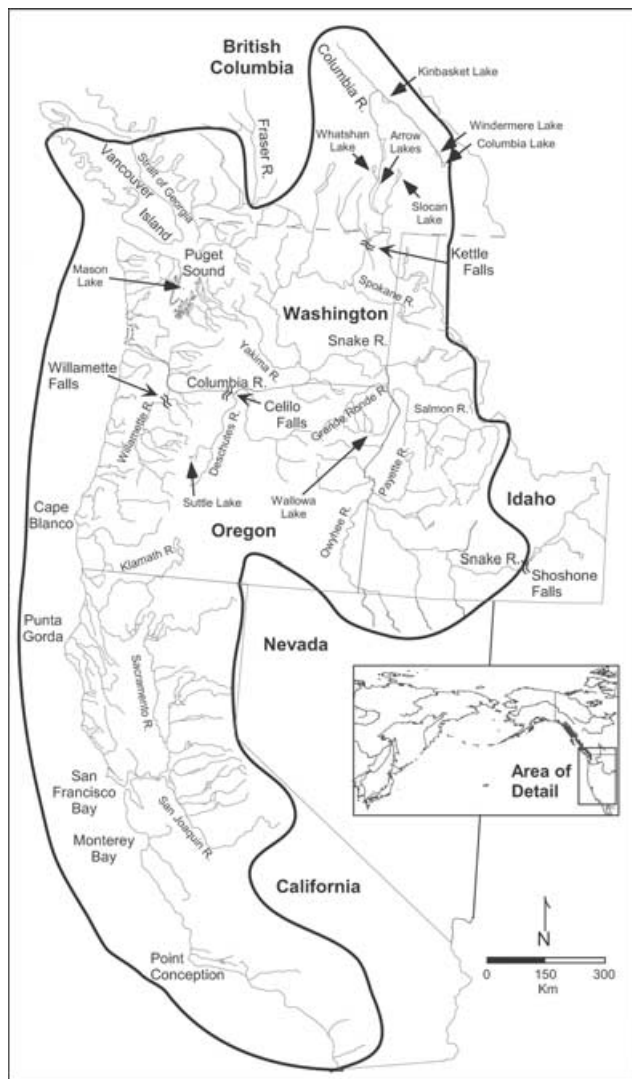 British
Columbia
Columbia R.
Kinbasket Lake
Fraser R.
Whatshan
Lake
Arrow
Lakes
Windermere Lake
Columbia Lake
Slocan
Lake
Vancouver
Island
Strait of Georgia
Puget
Sound
Mason
Lake
Kettle
Falls
Spokane R.
Washington
Snake R.
Yakima R.
Willamette
Falls
Columbia R.
Celilo
Falls
Grande Ronde R.
Salmon R.
Willamette R.
Deschutes R.
Suttle Lake
Wallowa
Lake
Payette R.
Idaho
Cape
Blanco
Oregon
Owyhee R.
Klamath R.
Snake R.
Shoshone
Falls
Punta
Gorda
Nevada
Sacramento R.
Area of
Detail
San
Francisco
Bay
San Joaquin R.
Monterey
Bay
California
Point
Conception
N
0 150 300
Km